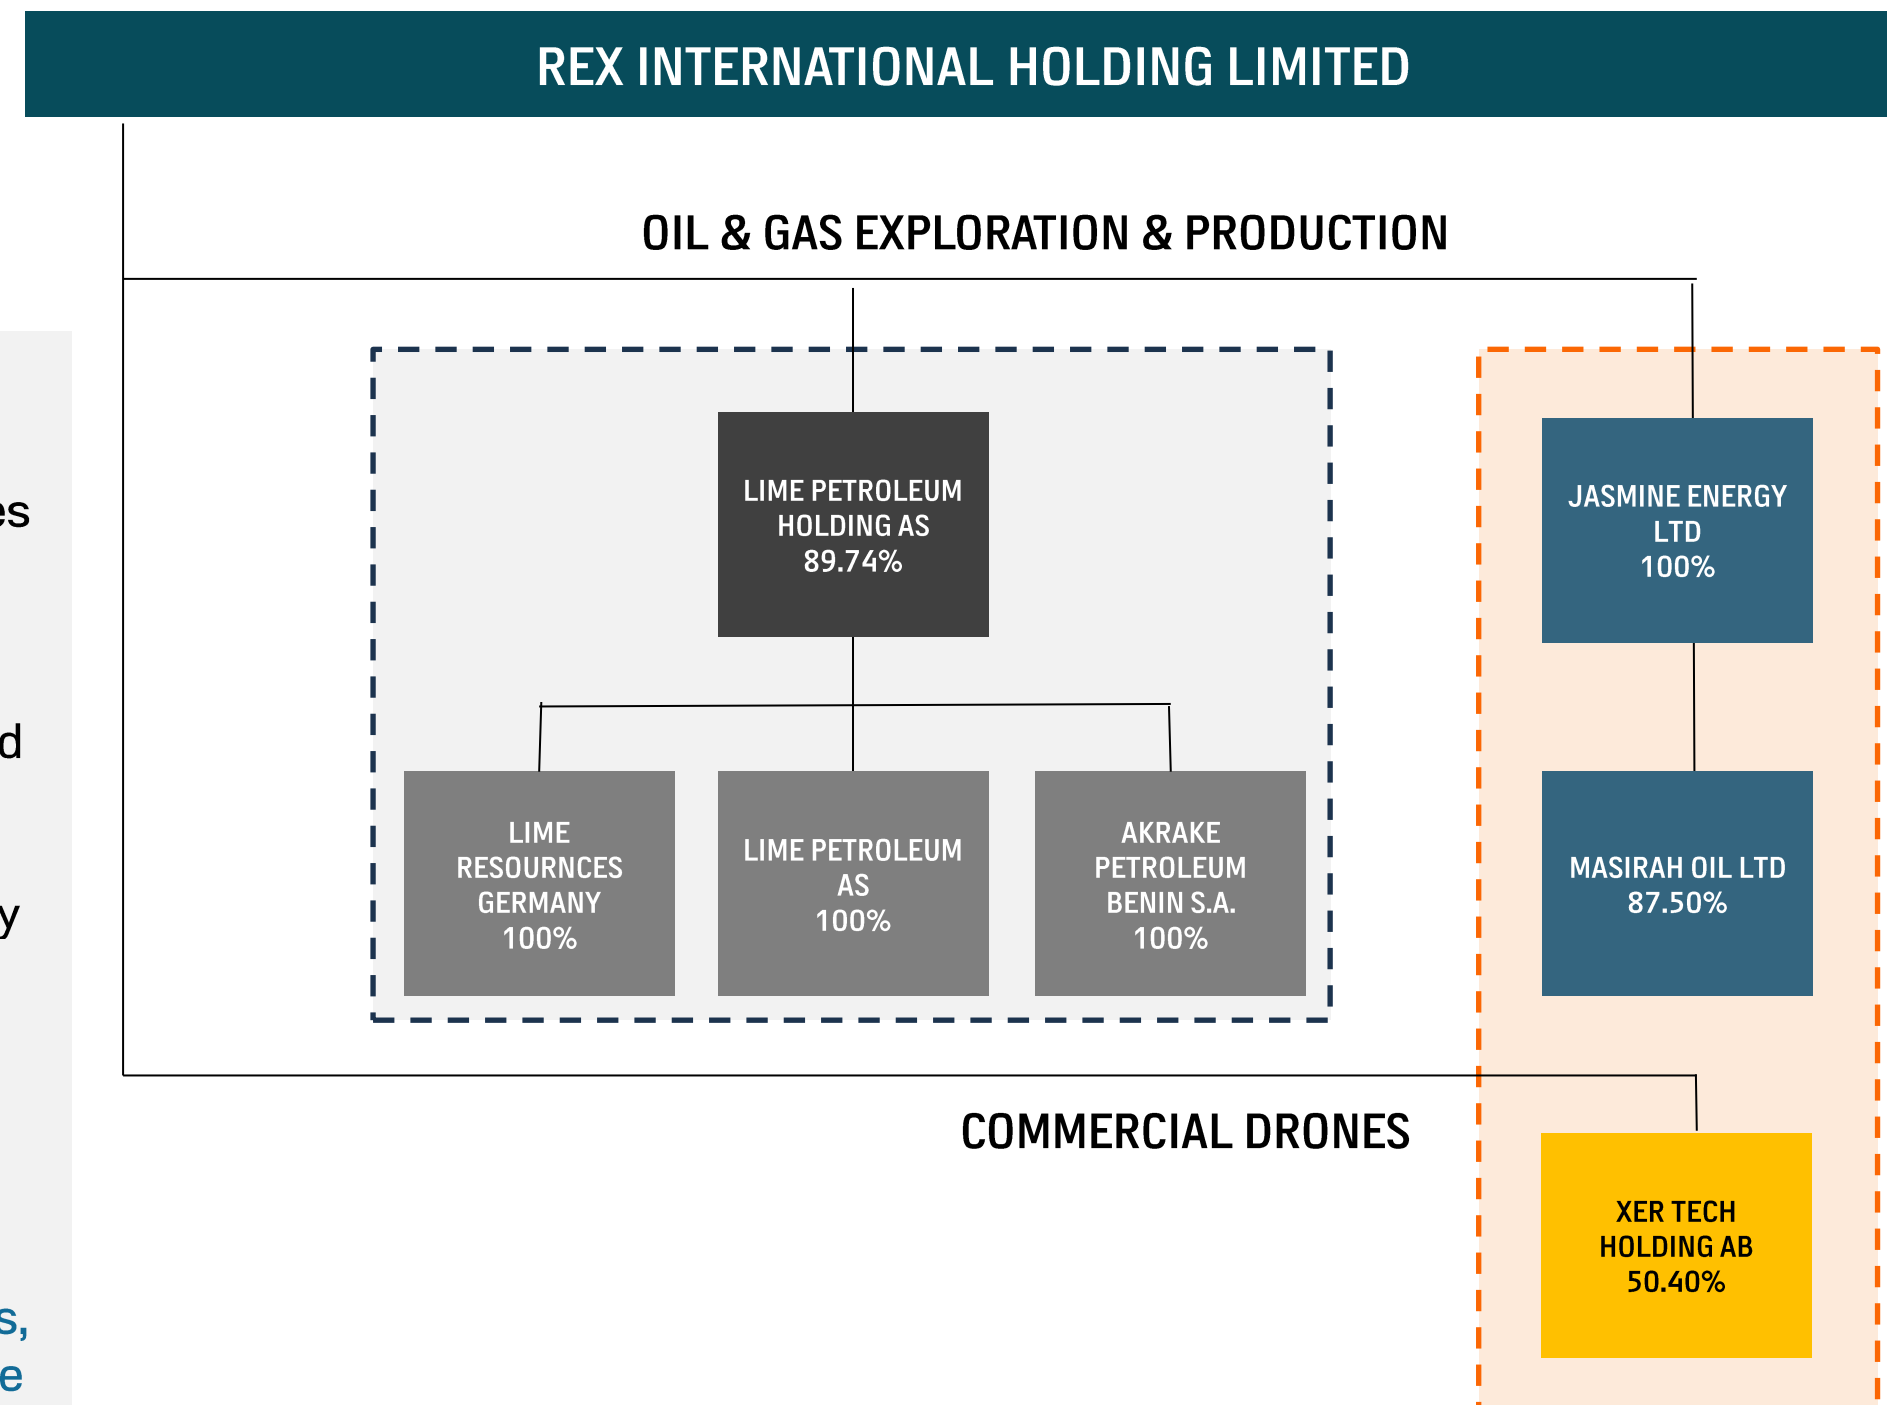 REX INTERNATIONAL HOLDING LIMITED
OIL & GAS EXPLORATION & PRODUCTION
LIME PETROLEUM
HOLDING AS
89.74%
JASMINE ENERGY
LTD
100%
LIME
RESOURNCES
GERMANY
100%
LIME PETROLEUM
AS
100%
AKRAKE
PETROLEUM
BENIN S.A.
100%
MASIRAH OIL LTD
87.50%
COMMERCIAL DRONES
XER TECH
HOLDING AB
50.40%
es
d
y
s,
e